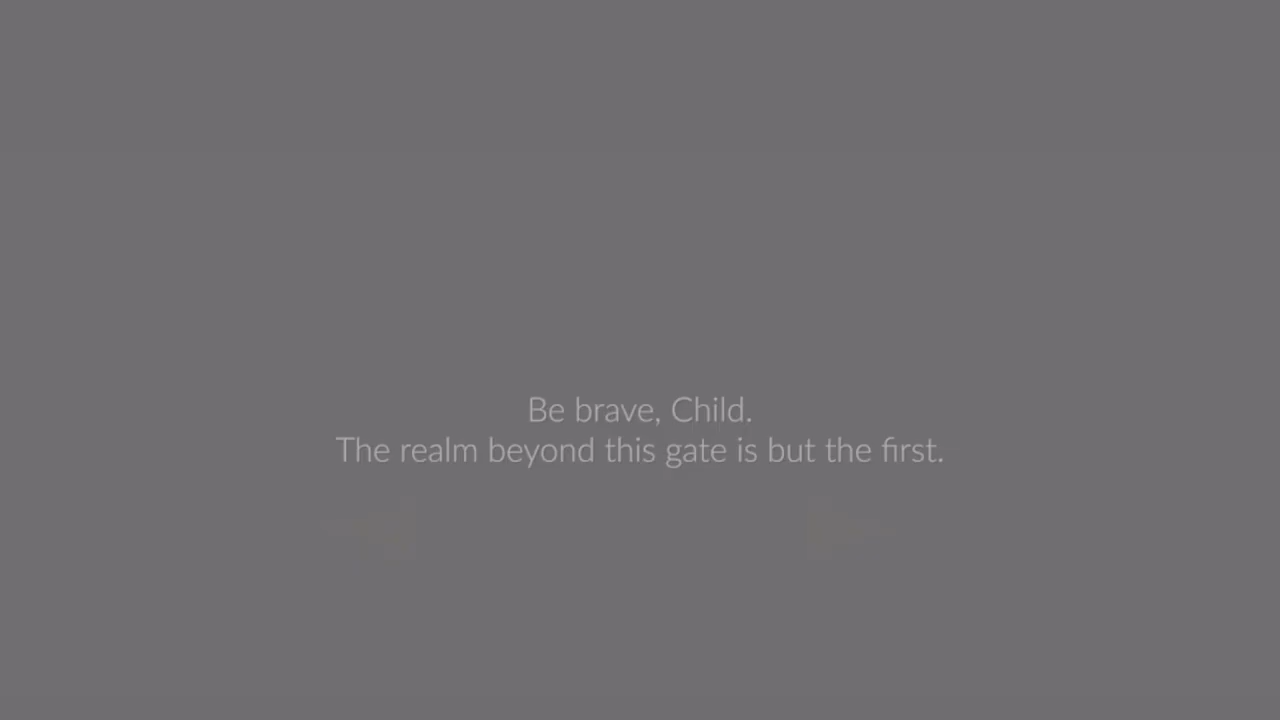 Be brave, Child.
The realm beyond this gate is but the first.